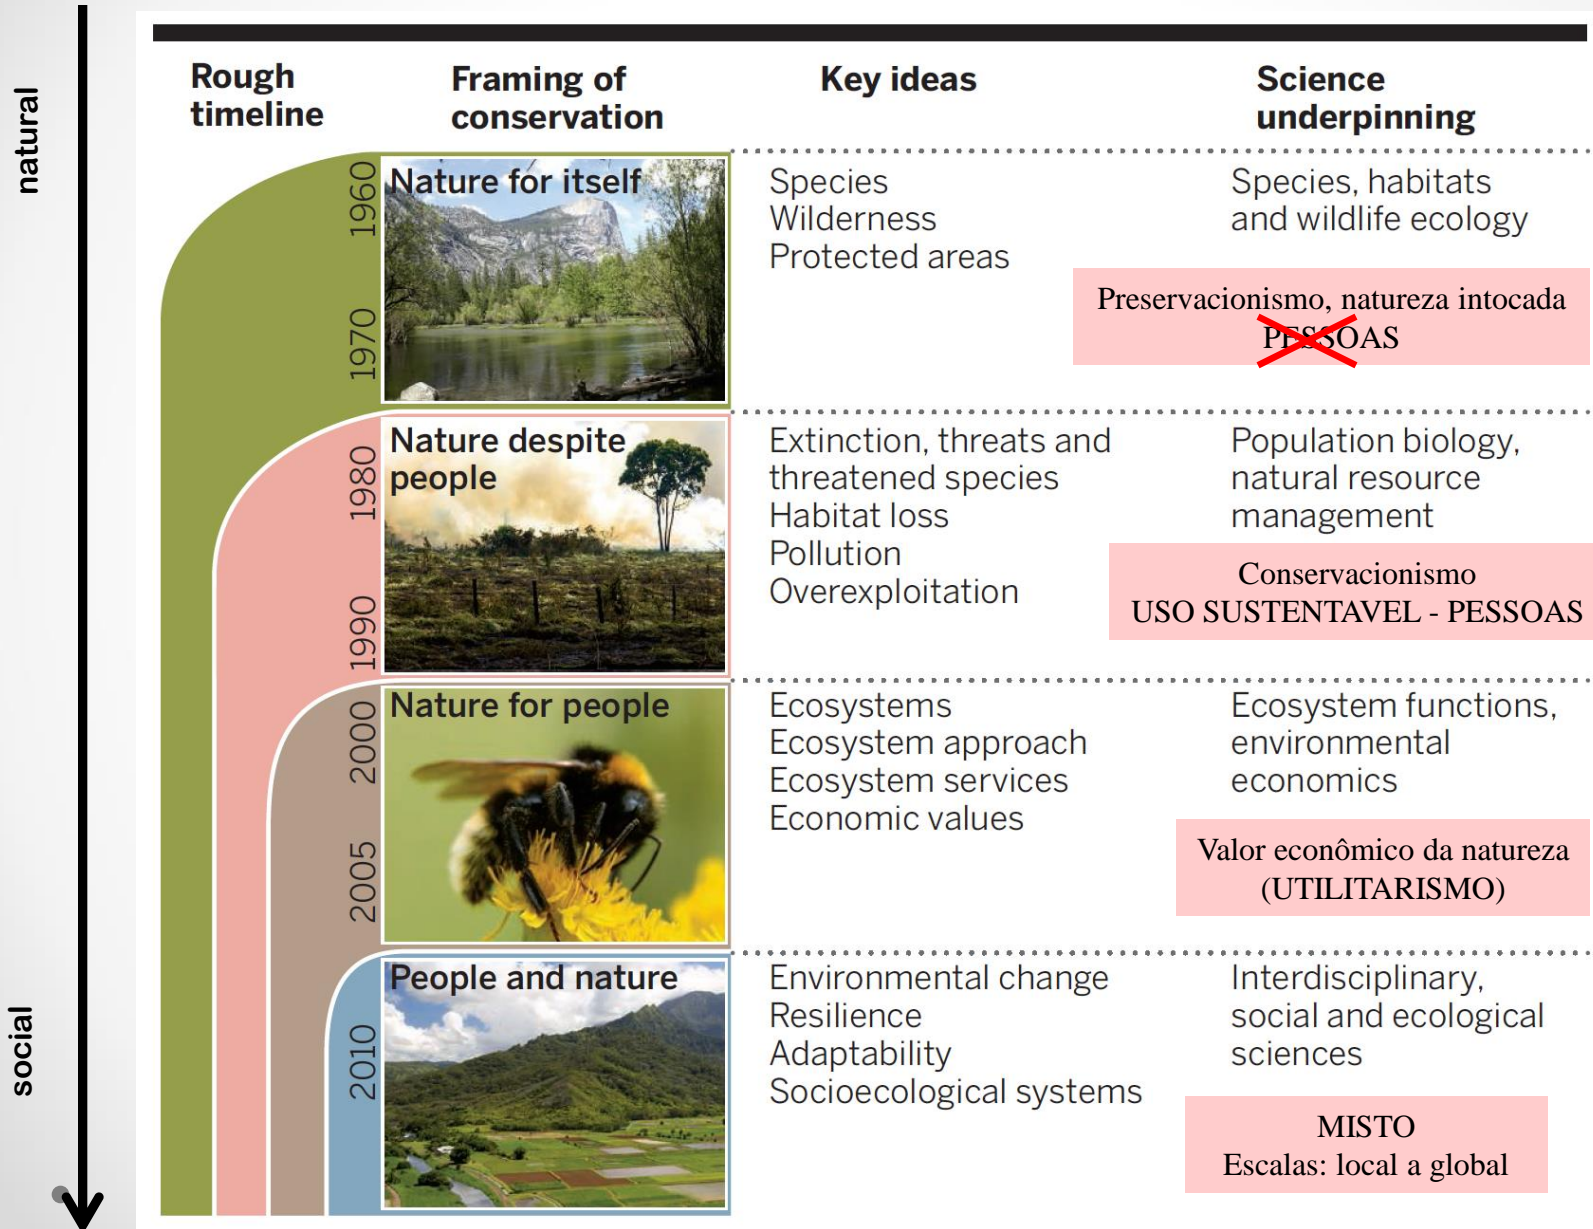 natural
social
Rough
timeline
Framing of
conservation
Key ideas
Science
underpinning
1960
1970
Nature for itself
Species
Wilderness
Protected areas
Species, habitats
and wildlife ecology
Preservacionismo, natureza intocada
PESSOAS
1980
1990
Nature despite
people
Extinction, threats and
threatened species
Habitat loss
Pollution
Overexploitation
Population biology,
natural resource
management
Conservacionismo
USO SUSTENTAVEL - PESSOAS
2000
2005
Nature for people
Ecosystems
Ecosystem approach
Ecosystem services
Economic values
Ecosystem functions,
environmental
economics
Valor econômico da natureza
(UTILITARISMO)
2010
People and nature
Environmental change
Resilience
Adaptability
Socioecological systems
Interdisciplinary,
social and ecological
sciences
MISTO
Escalas: local a global